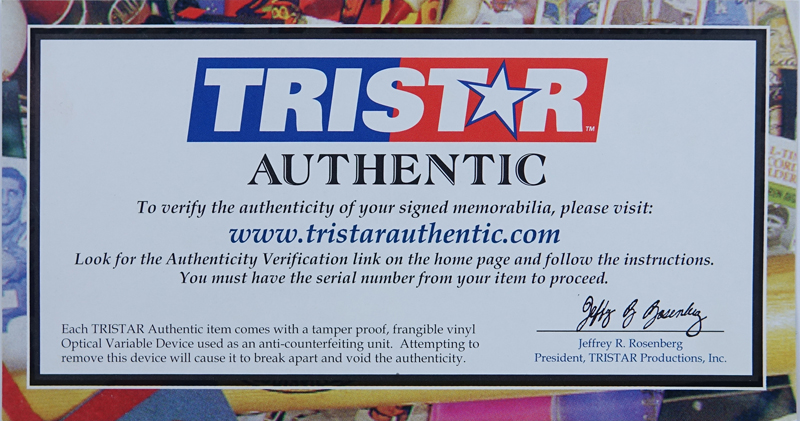 TRISTAR™
AUTHENTIC
To verify the authenticity of your signed memorabilia, please visit:
www.tristarauthentic.com
Look for the Authenticity Verification link on the home page and follow the instructions.
You must have the serial number from your item to proceed.
Each TRISTAR Authentic item comes with a tamper proof, frangible vinyl
Optical Variable Device used as an anti-counterfeiting unit. Attempting to
remove this device will cause it to break apart and void the authenticity.
Jeffry R Rosenberg
Jeffrey R. Rosenberg
President, TRISTAR Productions, Inc.